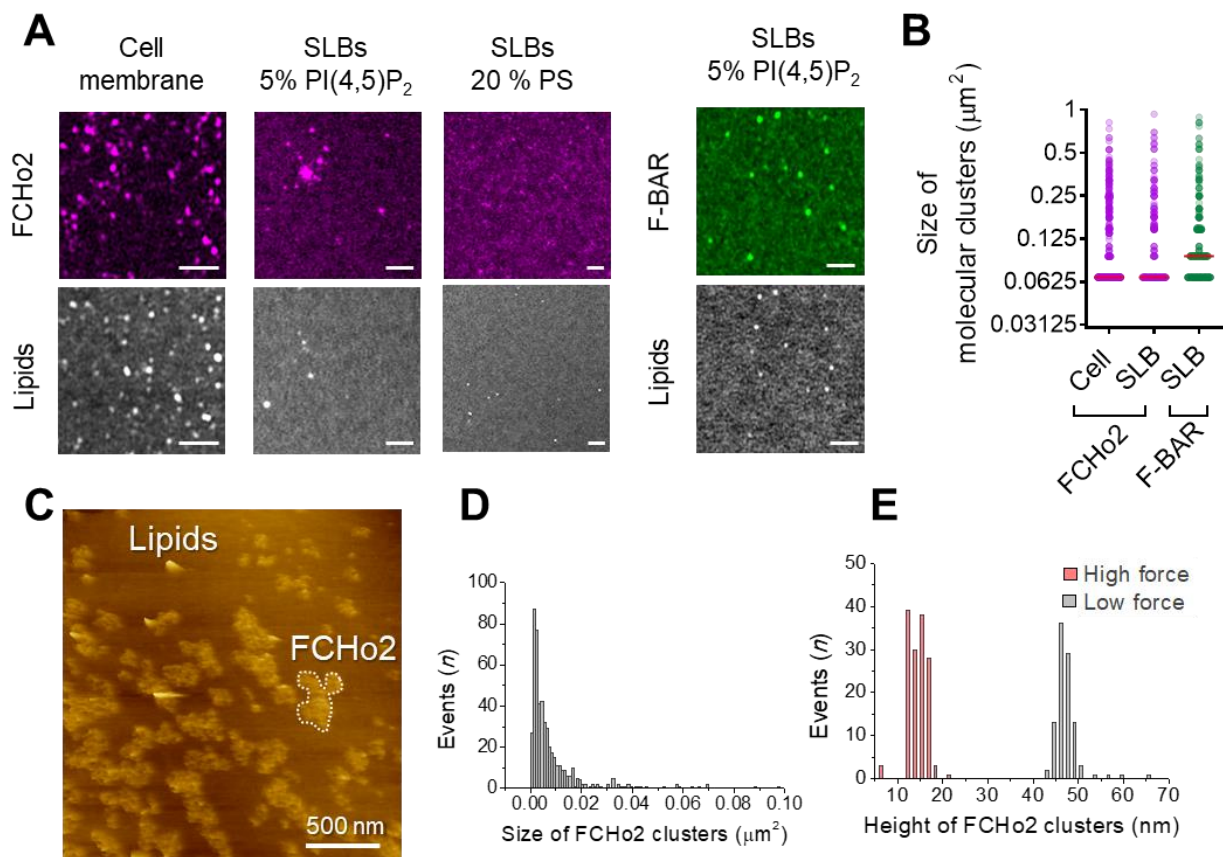 A
Cell
membrane
SLBs
5% PI(4,5)P₂
SLBs
20 % PS
SLBs
5% PI(4,5)P₂
FCHo2
Lipids
F-BAR
Lipids
B
Size of
molecular clusters (μm²)
1
0.5
0.25
0.125
0.0625
0.03125
Cell
SLB
SLB
FCHo2
F-BAR
C
Lipids
FCHo2
500 nm
D
Events (n)
100
80
60
40
20
0
0.00 0.02 0.04 0.06 0.08 0.10
Size of FCHo2 clusters (μm²)
E
High force
Low force
Events (n)
50
40
30
20
10
0
10 20 30 40 50 60 70
Height of FCHo2 clusters (nm)